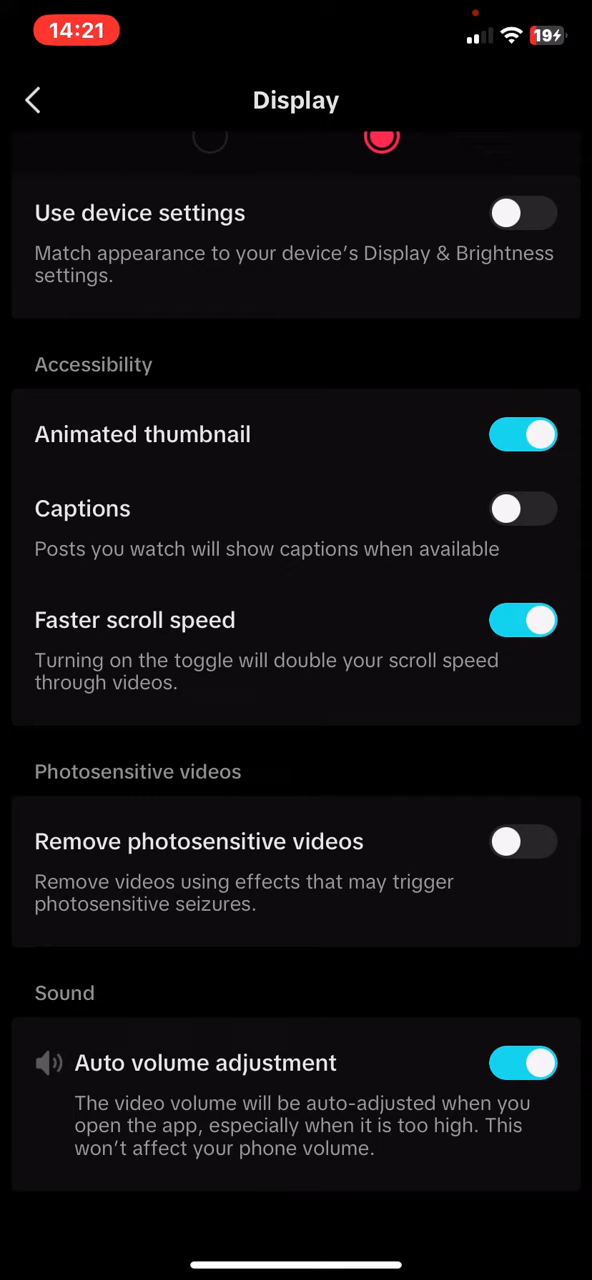 14:21
19
Display
Use device settings
Match appearance to your device's Display & Brightness
settings.
Accessibility
Animated thumbnail
Captions
Posts you watch will show captions when available
Faster scroll speed
Turning on the toggle will double your scroll speed
through videos.
Photosensitive videos
Remove photosensitive videos
Remove videos using effects that may trigger
photosensitive seizures.
Sound
Auto volume adjustment
The video volume will be auto-adjusted when you
open the app, especially when it is too high. This
won't affect your phone volume.